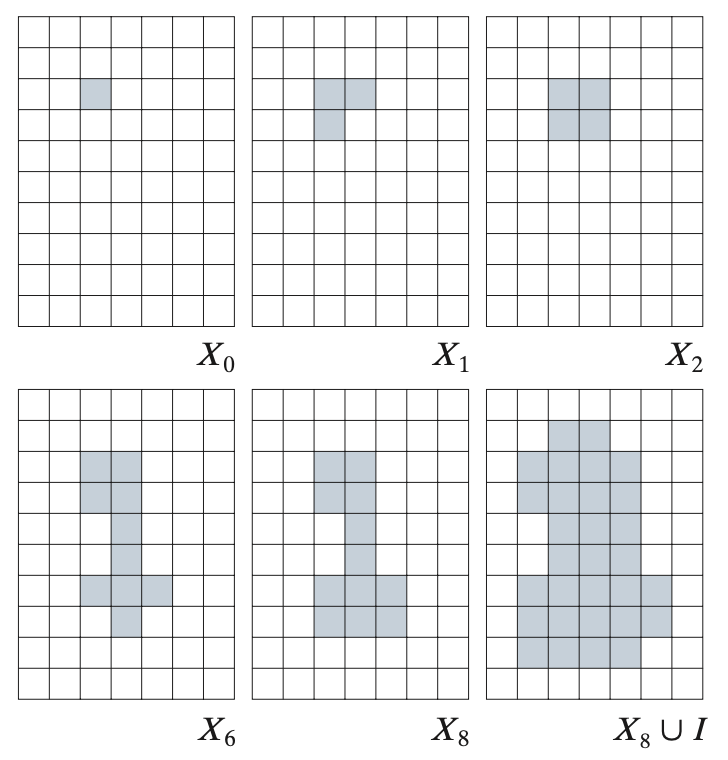 X₀ X₁ X₂
X₆ X₈ X₈ ∪ I